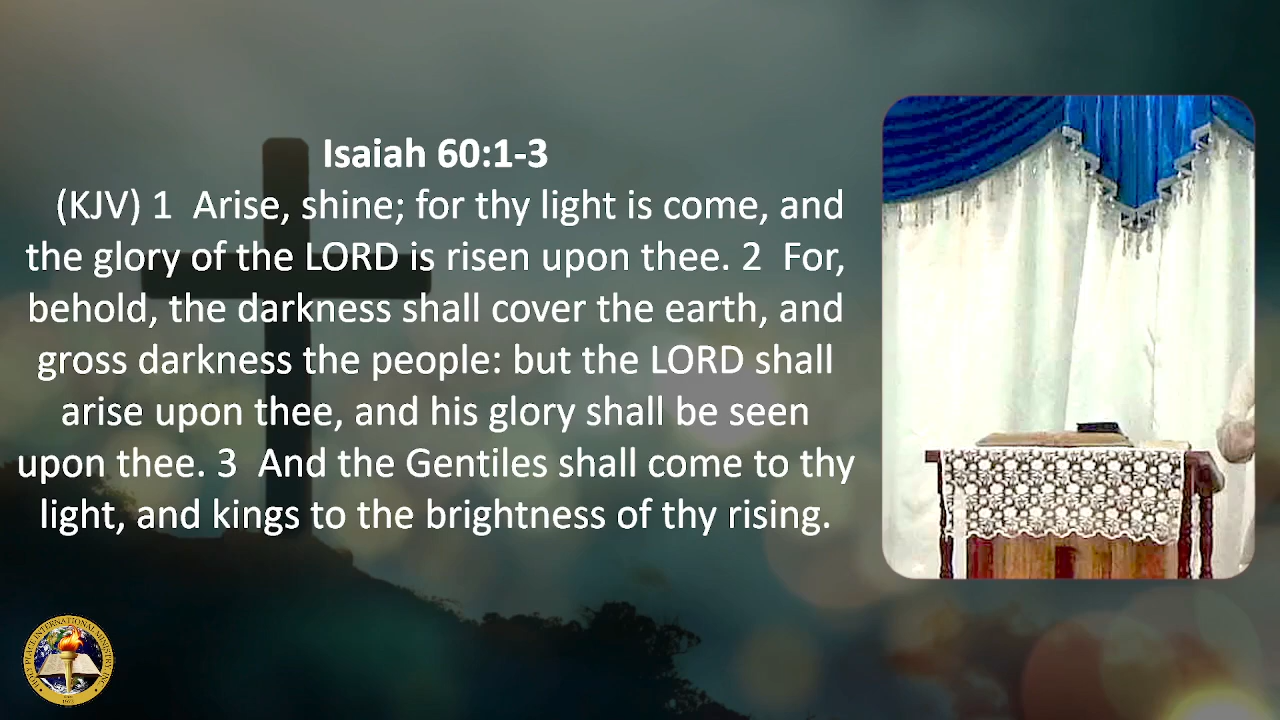 Isaiah 60:1-3
(KJV) 1 Arise, shine; for thy light is come, and
the glory of the LORD is risen upon thee. 2 For,
behold, the darkness shall cover the earth, and
gross darkness the people: but the LORD shall
arise upon thee, and his glory shall be seen
upon thee. 3 And the Gentiles shall come to thy
light, and kings to the brightness of thy rising.
INTERNATIONAL MINISTRY INC.